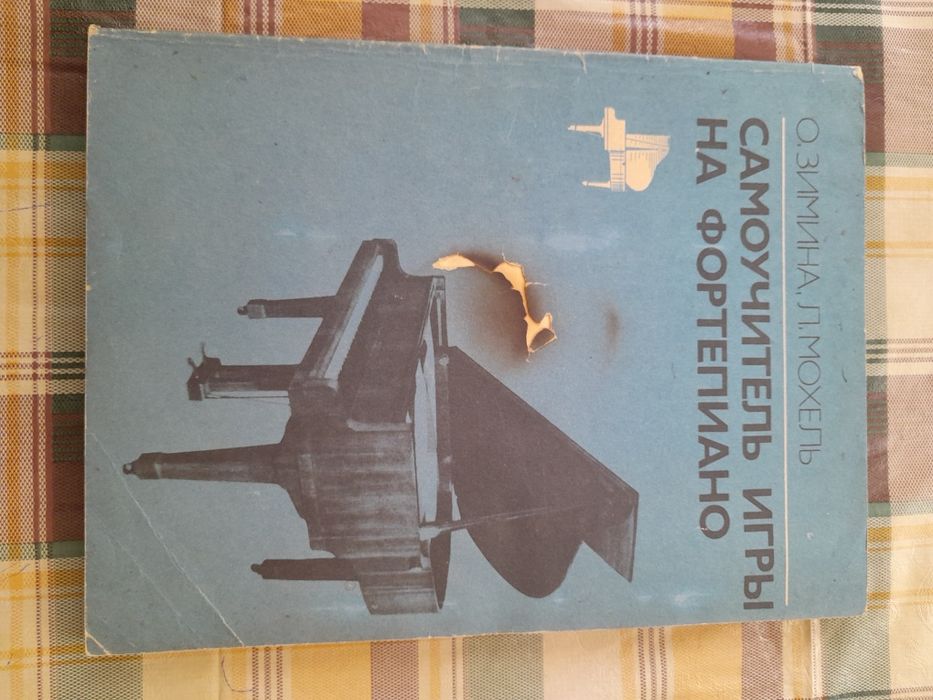 О. ЗИМИНА, Л. МОХЕЛЬ
САМОУЧИТЕЛЬ ИГРЫ
НА ФОРТЕПИАНО